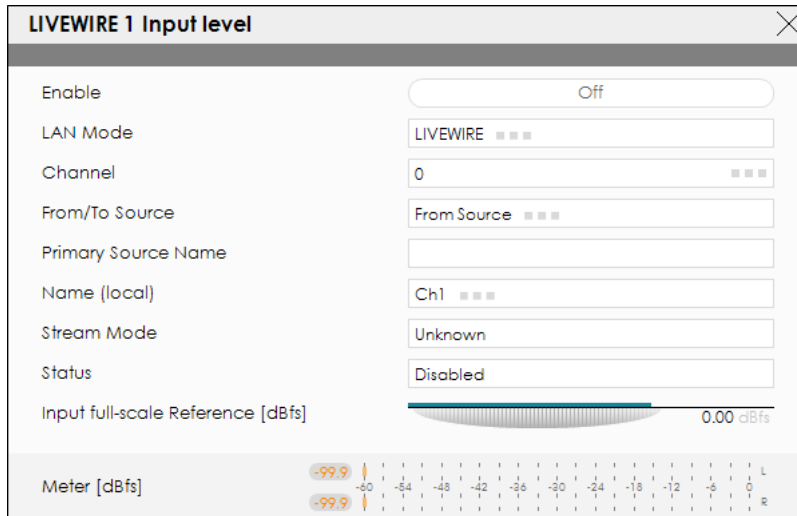 LIVEWIRE 1 Input level
Enable Off
LAN Mode LIVEWIRE
Channel 0
From/To Source From Source
Primary Source Name
Name (local) Ch1
Stream Mode Unknown
Status Disabled
Input full-scale Reference [dBfs] 0.00 dBfs
-99.9 L
Meter [dBfs] -60 -54 -48 -42 -36 -30 -24 -18 -12 -6 0
-99.9 R